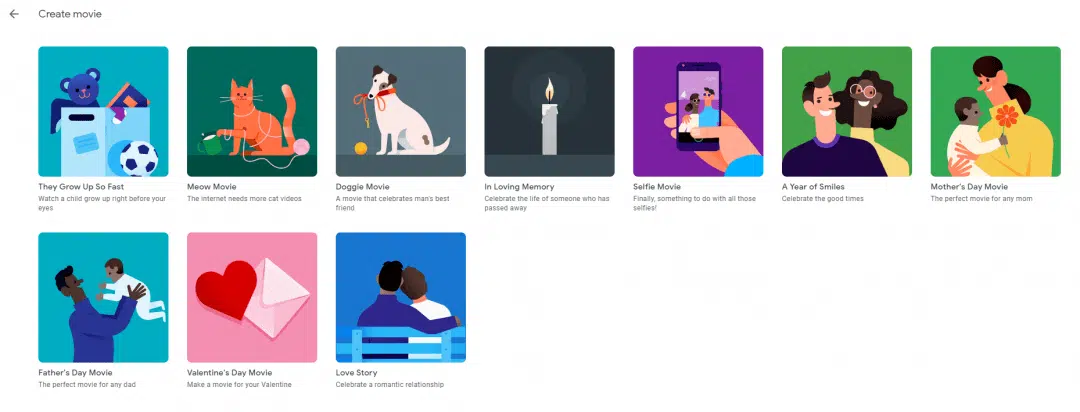 Create movie
They Grow Up So Fast
Watch a child grow up right before your
eyes
Meow Movie
The internet needs more cat videos
Doggie Movie
A movie that celebrates man's best
friend
In Loving Memory
Celebrate the life of someone who has
passed away
Selfie Movie
Finally, something to do with all those
selfies!
A Year of Smiles
Celebrate the good times
Mother's Day Movie
The perfect movie for any mom
Father's Day Movie
The perfect movie for any dad
Valentine's Day Movie
Make a movie for your Valentine
Love Story
Celebrate a romantic relationship